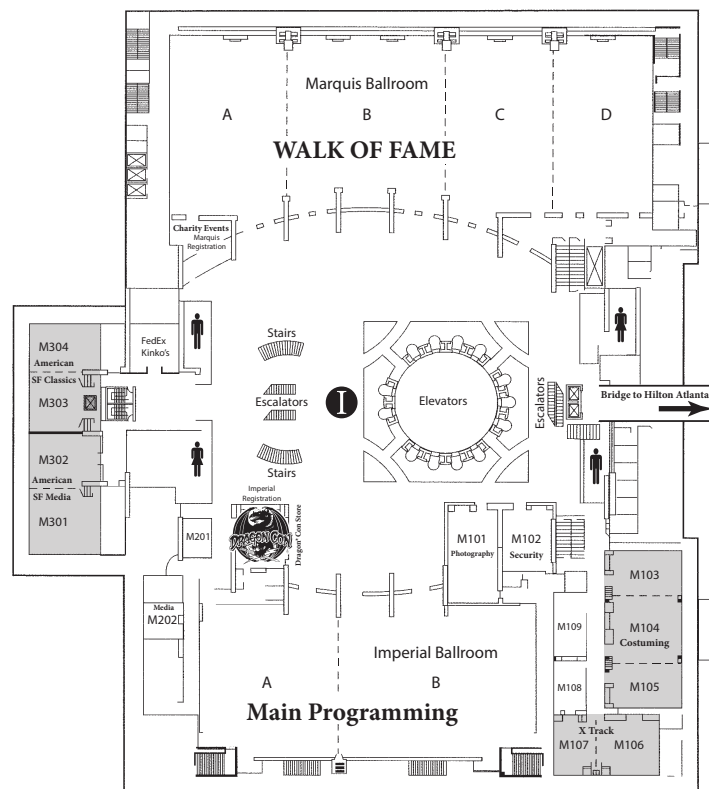 Marquis Ballroom
A
B
C
D
WALK OF FAME
Charity Events
Marquis
Registration
M304
American
SF Classics
M303
FedEx
Kinko's
Stairs
Escalators
I
Elevators
Escalators
Bridge to Hilton Atlanta
M302
American
SF Media
M301
Stairs
Imperial
Registration
DRAGON CON
Dragon*Con Store
M201
M101
Photography
M102
Security
Media
M202
M103
M109
M104
Costuming
Imperial Ballroom
A
B
M108
M105
Main Programming
X Track
M107
M106